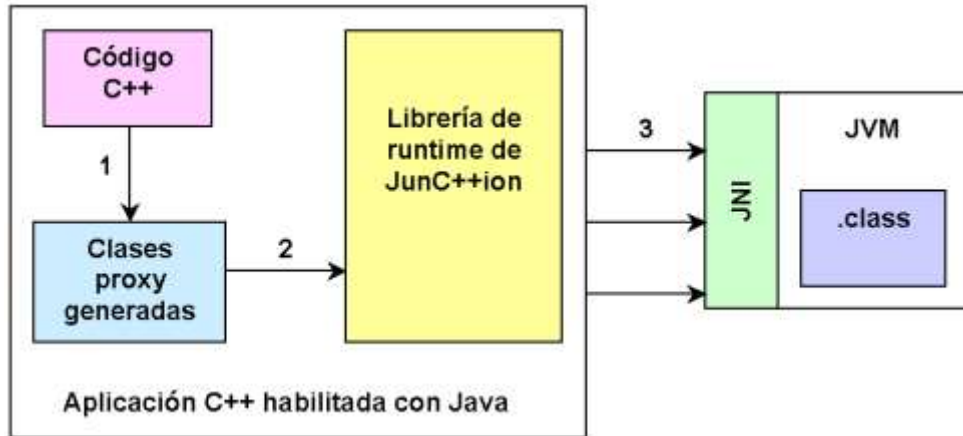 Código
C++
1
Clases
proxy
generadas
2
Librería de
runtime de
JunC++ion
3
JNI
JVM
.class
Aplicación C++ habilitada con Java